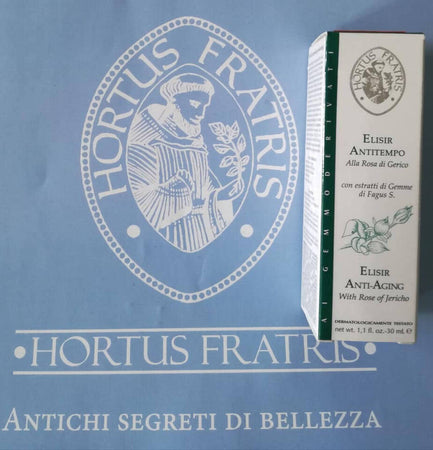 HORTUS FRATRIS
• HORTUS FRATRIS •
ANTICHI SEGRETI DI BELLEZZA
HORTUS FRATRIS
ELISIR
ANTITEMPO
Alla Rosa di Gerico
con estratti di Gemme
di Fagus S.
ELISIR
ANTI-AGING
With Rose of Jericho
DERMATOLOGICAMENTE TESTATO
net wt. 1,1 fl. oz.-30 ml ℮
AI GEMMODERIVATI